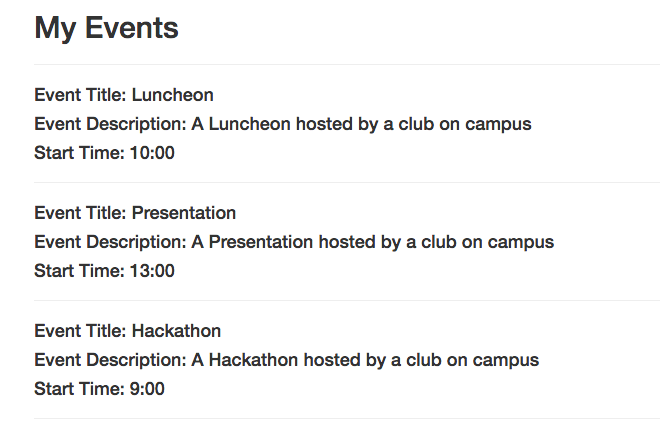 My Events
Event Title: Luncheon
Event Description: A Luncheon hosted by a club on campus
Start Time: 10:00
Event Title: Presentation
Event Description: A Presentation hosted by a club on campus
Start Time: 13:00
Event Title: Hackathon
Event Description: A Hackathon hosted by a club on campus
Start Time: 9:00